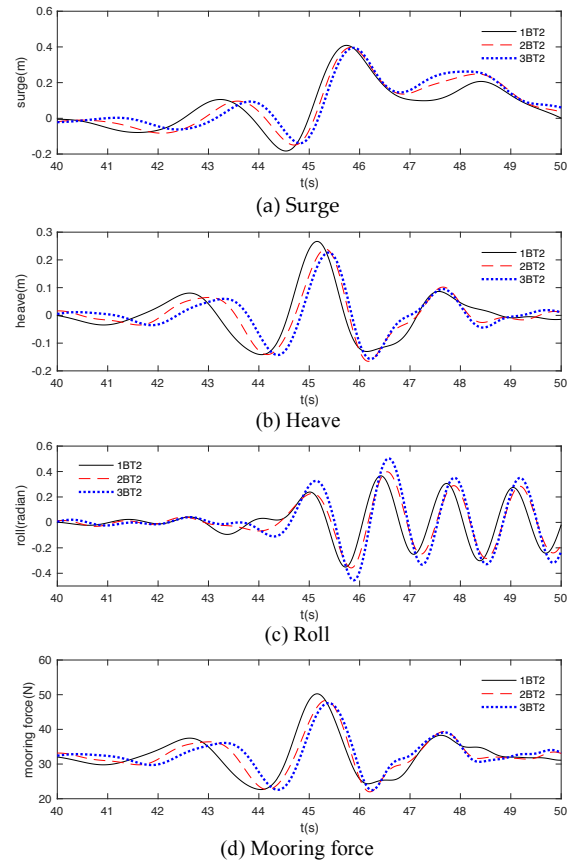 0.6
0.4
0.2
0
-0.2
surge(m)
1BT2
2BT2
3BT2
40 41 42 43 44 45 46 47 48 49 50
t(s)
(a) Surge
0.3
0.2
0.1
0
-0.1
-0.2
heave(m)
1BT2
2BT2
3BT2
40 41 42 43 44 45 46 47 48 49 50
t(s)
(b) Heave
0.6
0.4
0.2
0
-0.2
-0.4
roll(radian)
1BT2
2BT2
3BT2
40 41 42 43 44 45 46 47 48 49 50
t(s)
(c) Roll
60
50
40
30
20
mooring force(N)
1BT2
2BT2
3BT2
40 41 42 43 44 45 46 47 48 49 50
t(s)
(d) Mooring force